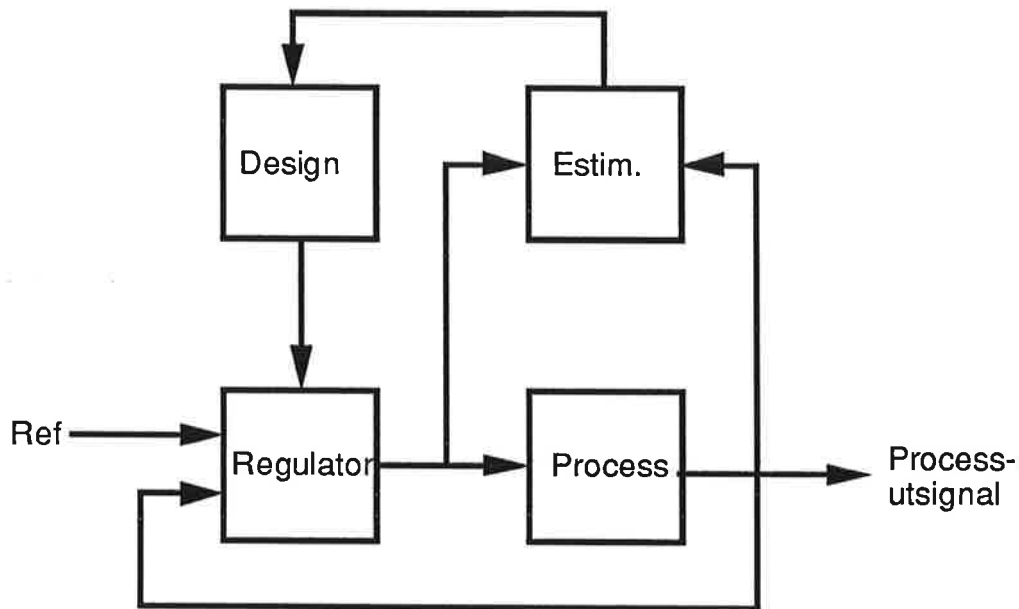 Design
Estim.
Ref
Regulator
Process
Process-
utsignal